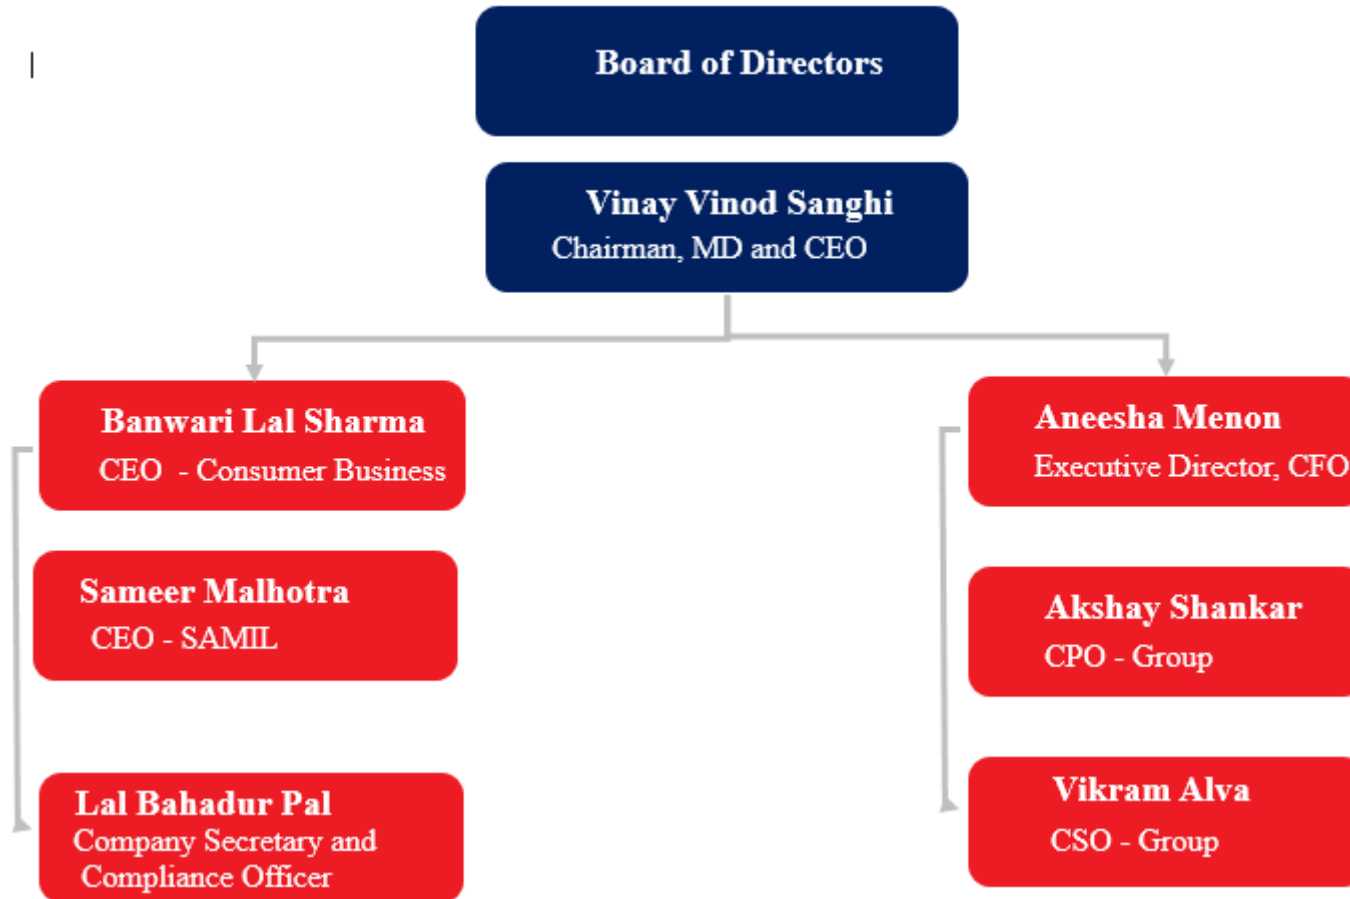 Board of Directors
Vinay Vinod Sanghi
Chairman, MD and CEO
Banwari Lal Sharma
CEO - Consumer Business
Sameer Malhotra
CEO - SAMIL
Lal Bahadur Pal
Company Secretary and
Compliance Officer
Aneesha Menon
Executive Director, CFO
Akshay Shankar
CPO - Group
Vikram Alva
CSO - Group